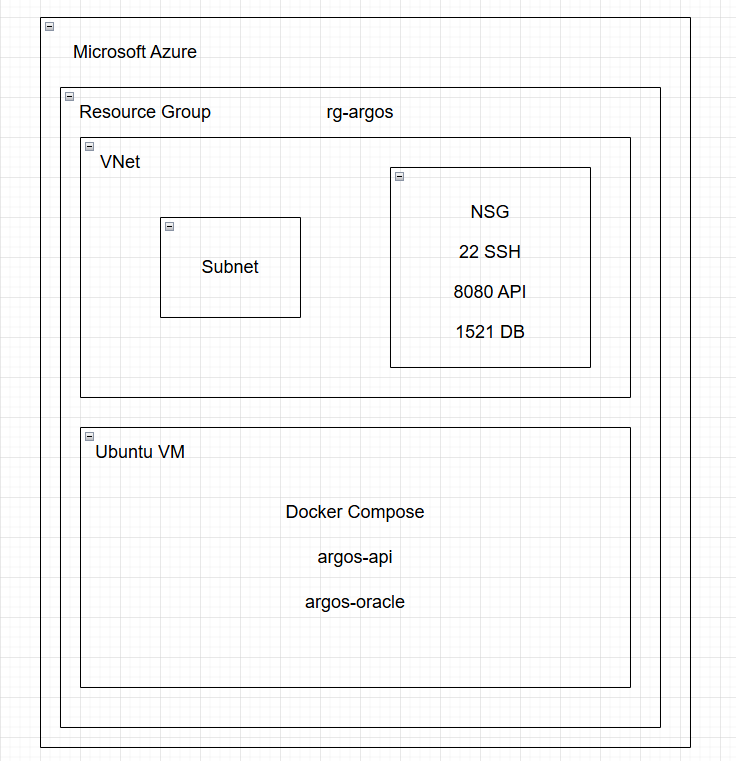 Microsoft Azure
Resource Group rg-argos
VNet
Subnet
NSG
22 SSH
8080 API
1521 DB
Ubuntu VM
Docker Compose
argos-api
argos-oracle